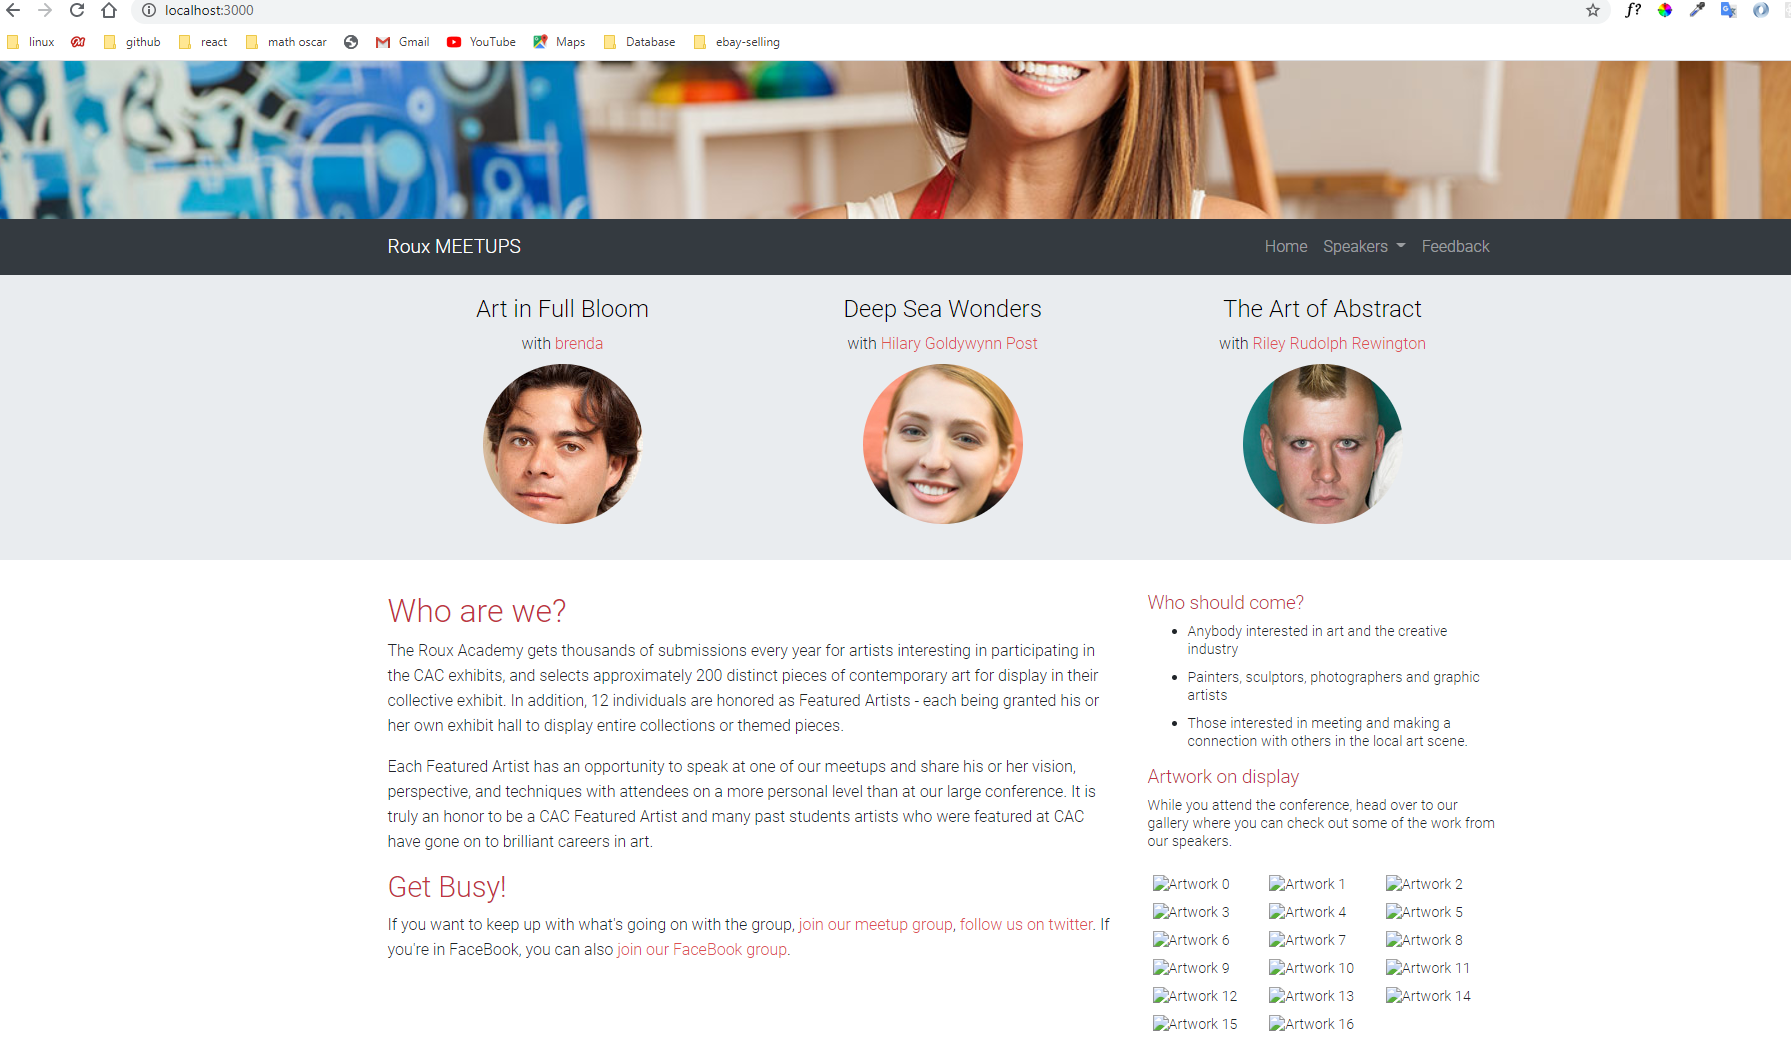 localhost:3000
f?
linux github react math oscar Gmail YouTube Maps Database ebay-selling
Roux MEETUPS
Home Speakers Feedback
Art in Full Bloom
with brenda
Deep Sea Wonders
with Hilary Goldywynn Post
The Art of Abstract
with Riley Rudolph Rewington
Who are we?
The Roux Academy gets thousands of submissions every year for artists interesting in participating in
the CAC exhibits, and selects approximately 200 distinct pieces of contemporary art for display in their
collective exhibit. In addition, 12 individuals are honored as Featured Artists - each being granted his or
her own exhibit hall to display entire collections or themed pieces.
Each Featured Artist has an opportunity to speak at one of our meetups and share his or her vision,
perspective, and techniques with attendees on a more personal level than at our large conference. It is
truly an honor to be a CAC Featured Artist and many past students artists who were featured at CAC
have gone on to brilliant careers in art.
Get Busy!
If you want to keep up with what's going on with the group, join our meetup group, follow us on twitter. If
you're in FaceBook, you can also join our FaceBook group.
Who should come?
Anybody interested in art and the creative
industry
Painters, sculptors, photographers and graphic
artists
Those interested in meeting and making a
connection with others in the local art scene.
Artwork on display
While you attend the conference, head over to our
gallery where you can check out some of the work from
our speakers.
Artwork 0 Artwork 1 Artwork 2
Artwork 3 Artwork 4 Artwork 5
Artwork 6 Artwork 7 Artwork 8
Artwork 9 Artwork 10 Artwork 11
Artwork 12 Artwork 13 Artwork 14
Artwork 15 Artwork 16